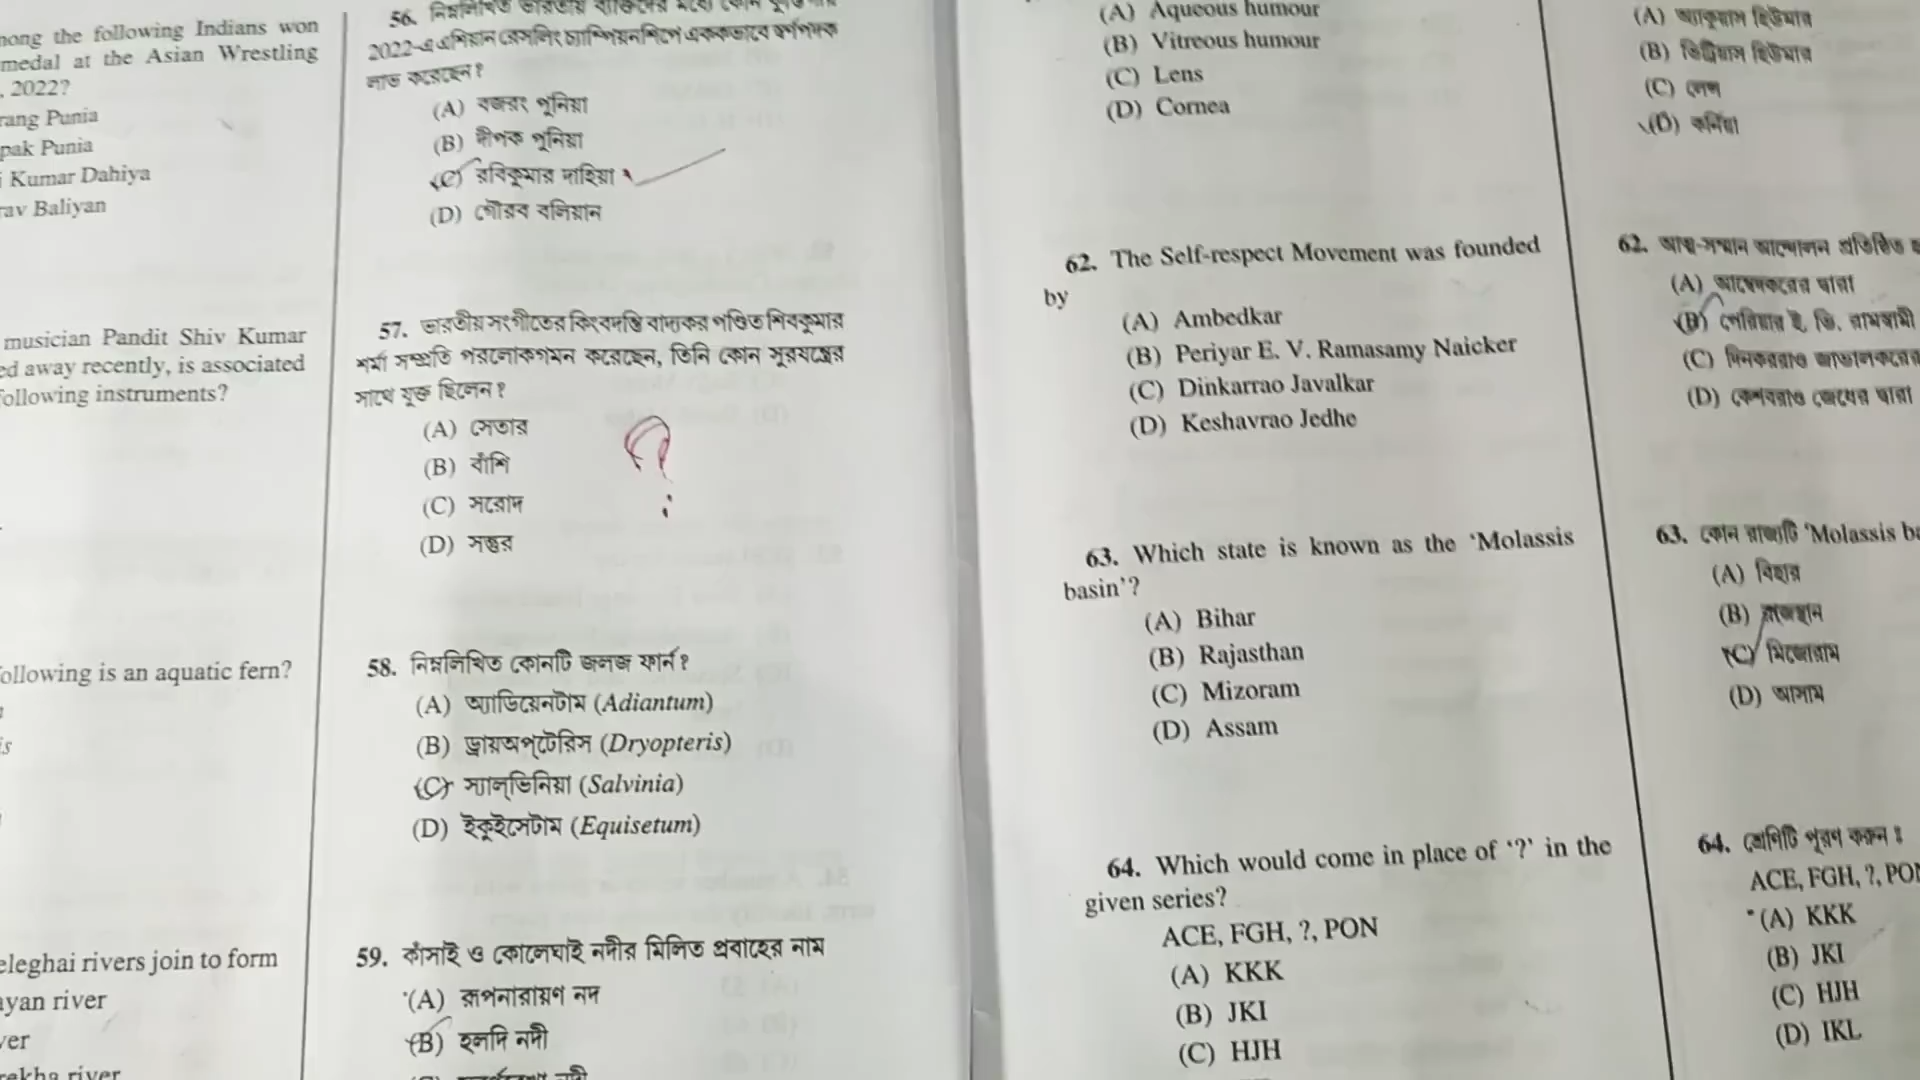 mong the following Indians won
medal at the Asian Wrestling
, 2022?
rang Punia
pak Punia
i Kumar Dahiya
rav Baliyan
musician Pandit Shiv Kumar
ed away recently, is associated
following instruments?
following is an aquatic fern?
is
eleghai rivers join to form
ayan river
ver
rekha river
56. নিম্নলিখিত ভারতীয় ব্যক্তিদের মধ্যে কোন
2022-এ এশিয়ান রেসলিং চ্যাম্পিয়নশিপে এককভাবে স্বর্ণপদক
লাভ করেছেন?
(A) বজরং পুনিয়া
(B) দীপক পুনিয়া
(C) রবিকুমার দাহিয়া
(D) গৌরব বলিয়ান
57. ভারতীয় সংগীতের কিংবদন্তি বাদ্যকর পণ্ডিত শিবকুমার
শর্মা সম্প্রতি পরলোকগমন করেছেন, তিনি কোন সুরযন্ত্রের
সাথে যুক্ত ছিলেন?
(A) সেতার
(B) বাঁশি
(C) সরোদ
(D) সন্তুর
58. নিম্নলিখিত কোনটি জলজ ফার্ন?
(A) অ্যাডিয়েনটাম (Adiantum)
(B) ড্রায়অপ্‌টেরিস (Dryopteris)
(C) স্যাল্‌ভিনিয়া (Salvinia)
(D) ইকুইসেটাম (Equisetum)
59. কাঁসাই ও কোলেঘাই নদীর মিলিত প্রবাহের নাম
(A) রূপনারায়ণ নদ
(B) হলদি নদী
(A) Aqueous humour
(B) Vitreous humour
(C) Lens
(D) Cornea
62. The Self-respect Movement was founded
by
(A) Ambedkar
(B) Periyar E. V. Ramasamy Naicker
(C) Dinkarrao Javalkar
(D) Keshavrao Jedhe
63. Which state is known as the ‘Molassis
basin’?
(A) Bihar
(B) Rajasthan
(C) Mizoram
(D) Assam
64. Which would come in place of ‘?’ in the
given series?
ACE, FGH, ?, PON
(A) KKK
(B) JKI
(C) HJH
(A) অ্যাকুয়াস হিউমার
(B) ভিট্রিয়াস হিউমার
(C) লেন্স
(D) কর্নিয়া
62. আত্ম-সম্মান আন্দোলন প্রতিষ্ঠিত
(A) আম্বেদকরের দ্বারা
(B) পেরিয়ার ই. ভি. রামস্বামী
(C) দিনকররাও জাভালকরের
(D) কেশবরাও জেধের দ্বারা
63. কোন রাজ্যটি ‘Molassis ba
(A) বিহার
(B) রাজস্থান
(C) মিজোরাম
(D) আসাম
64. শ্রেণিটি পূরণ করুন :
ACE, FGH, ?, PON
(A) KKK
(B) JKI
(C) HJH
(D) IKL